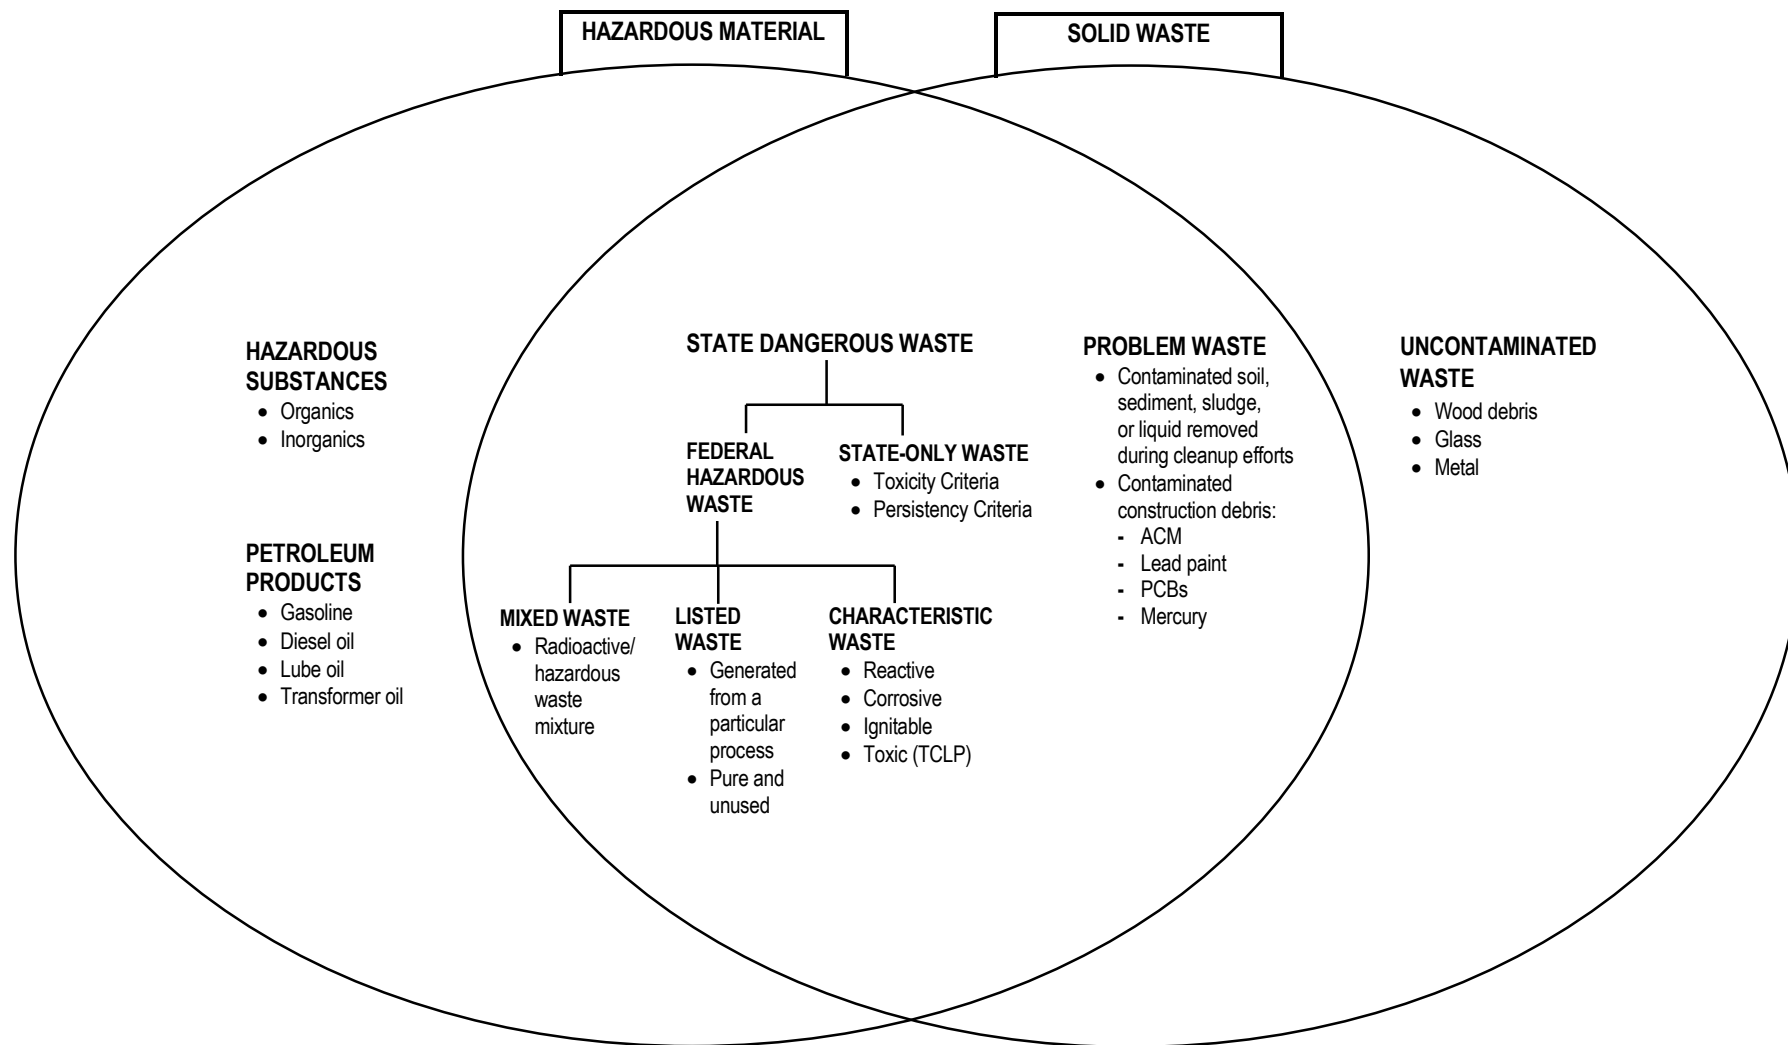 HAZARDOUS MATERIAL
SOLID WASTE
HAZARDOUS
SUBSTANCES
• Organics
• Inorganics
PETROLEUM
PRODUCTS
• Gasoline
• Diesel oil
• Lube oil
• Transformer oil
STATE DANGEROUS WASTE
FEDERAL
HAZARDOUS
WASTE
STATE-ONLY WASTE
• Toxicity Criteria
• Persistency Criteria
MIXED WASTE
• Radioactive/
hazardous
waste
mixture
LISTED
WASTE
• Generated
from a
particular
process
• Pure and
unused
CHARACTERISTIC
WASTE
• Reactive
• Corrosive
• Ignitable
• Toxic (TCLP)
PROBLEM WASTE
• Contaminated soil,
sediment, sludge,
or liquid removed
during cleanup efforts
• Contaminated
construction debris:
- ACM
- Lead paint
- PCBs
- Mercury
UNCONTAMINATED
WASTE
• Wood debris
• Glass
• Metal